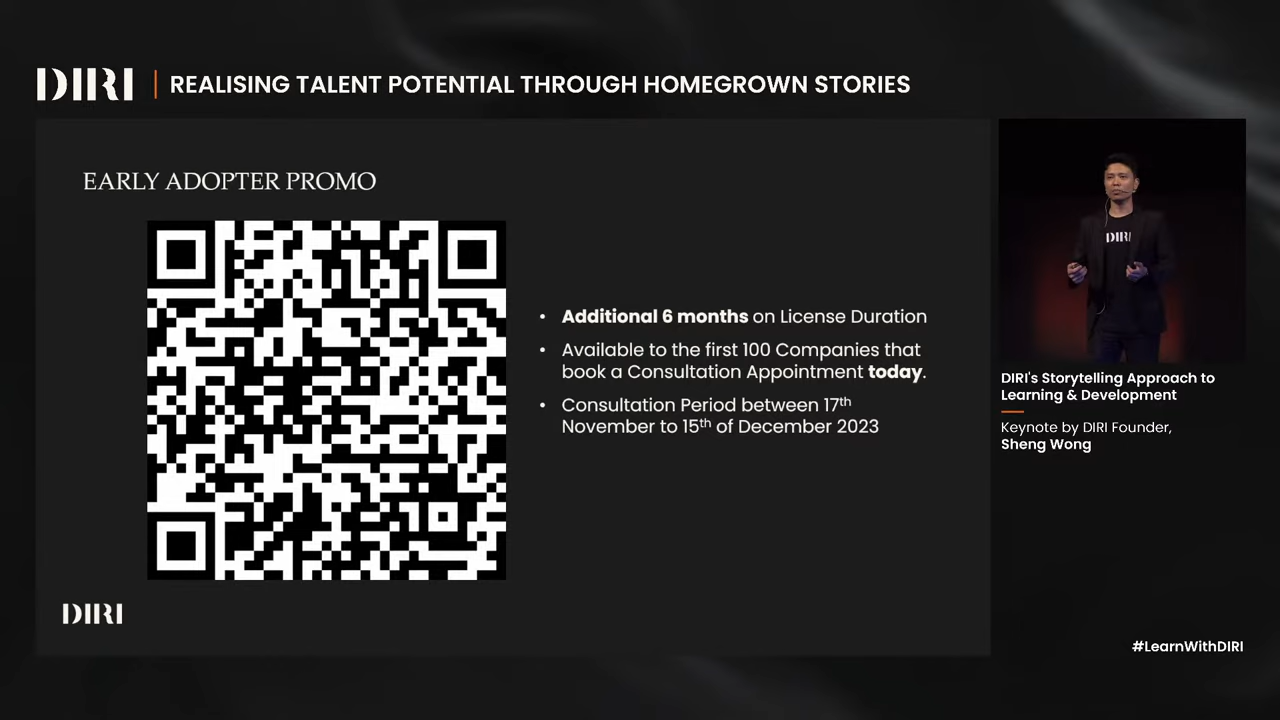 DIRI | REALISING TALENT POTENTIAL THROUGH HOMEGROWN STORIES
EARLY ADOPTER PROMO
• Additional 6 months on License Duration
• Available to the first 100 Companies that
book a Consultation Appointment today.
• Consultation Period between 17th
November to 15th of December 2023
DIRI
DIRI
DIRI's Storytelling Approach to
Learning & Development
Keynote by DIRI Founder,
Sheng Wong
#LearnWithDIRI